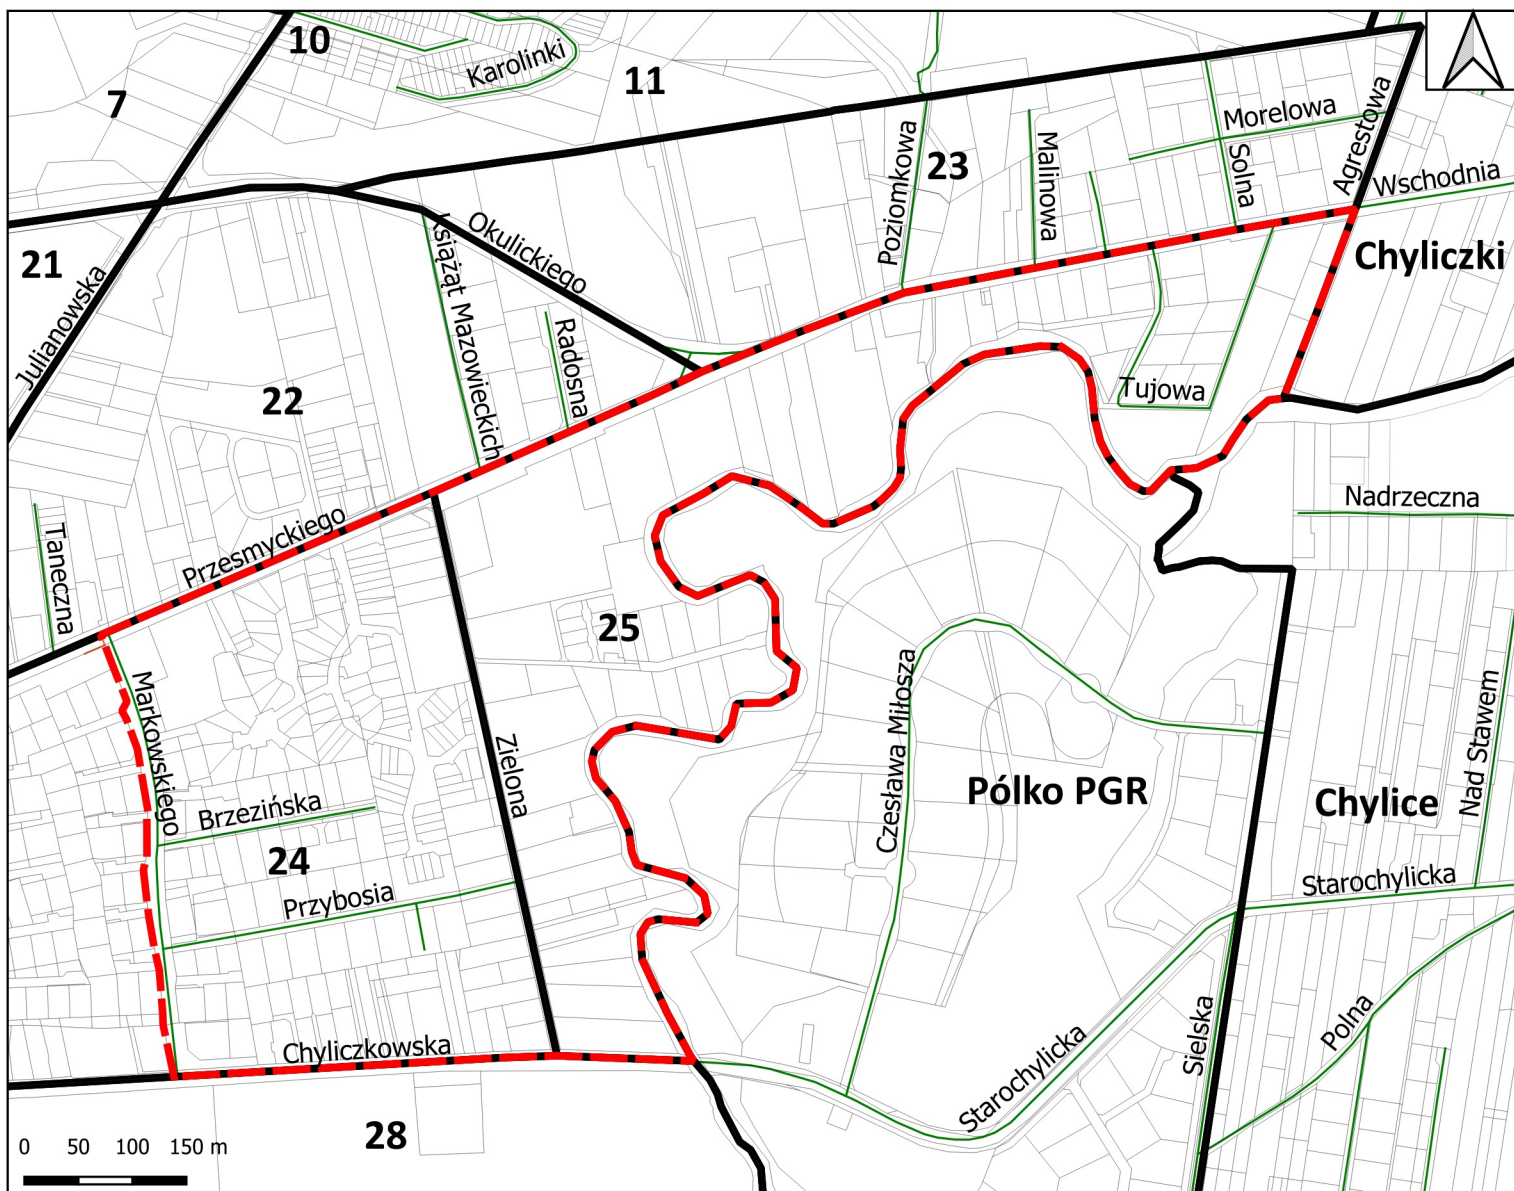 10
Karolinki
11
7
Morelowa
Agrestowa
Malinowa
Poziomkowa
23
Solna
Wschodnia
Książąt Mazowieckich
Okulickiego
Chyliczki
21
Julianowska
Radosna
22
Tujowa
Nadrzeczna
Przesmyckiego
Taneczna
25
Markowskiego
Czesława Miłosza
Nad Stawem
Zielona
Pólko PGR
Chylice
Brzezińska
24
Przybosia
Starochylicka
Chyliczkowska
Starochylicka
Sielska
Polna
28
0 50 100 150 m